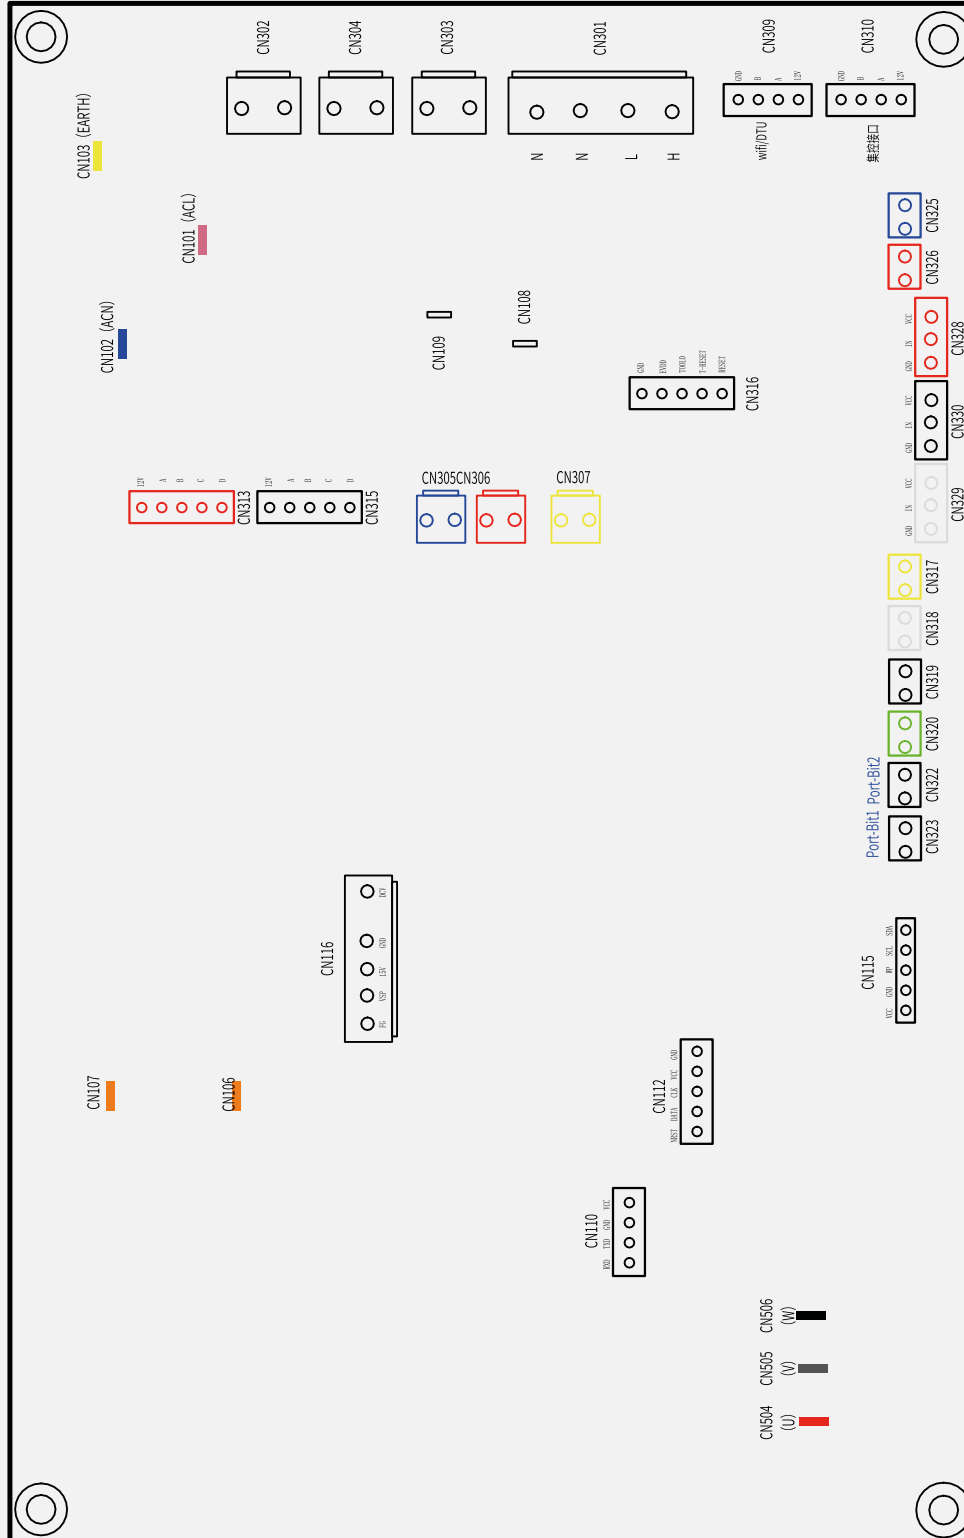 CN302
CN304
CN303
CN301
CN309
CN310
GND
B
A
12V
GND
B
A
12V
N
N
L
H
wifi/DTU
集控接口
CN103 (EARTH)
CN101 (ACL)
CN102 (ACN)
CN109
CN108
CN325
CN326
VCC
IN
GND
CN328
VCC
IN
GND
CN330
VCC
IN
GND
CN329
GND
EVDD
TOOLO
T-RESET
RESET
CN316
12V
A
B
C
D
CN313
12V
A
B
C
D
CN315
CN305CN306
CN307
CN317
CN318
CN319
CN320
Port-Bit2
CN322
Port-Bit1
CN323
CN116
DCV
GND
15V
VSP
FG
CN115
SDA
SCL
WP
GND
VCC
CN107
CN106
CN112
GND
VCC
CLK
DATA
NRST
CN110
VCC
GND
TXD
RXD
CN506
(W)
CN505
(V)
CN504
(U)